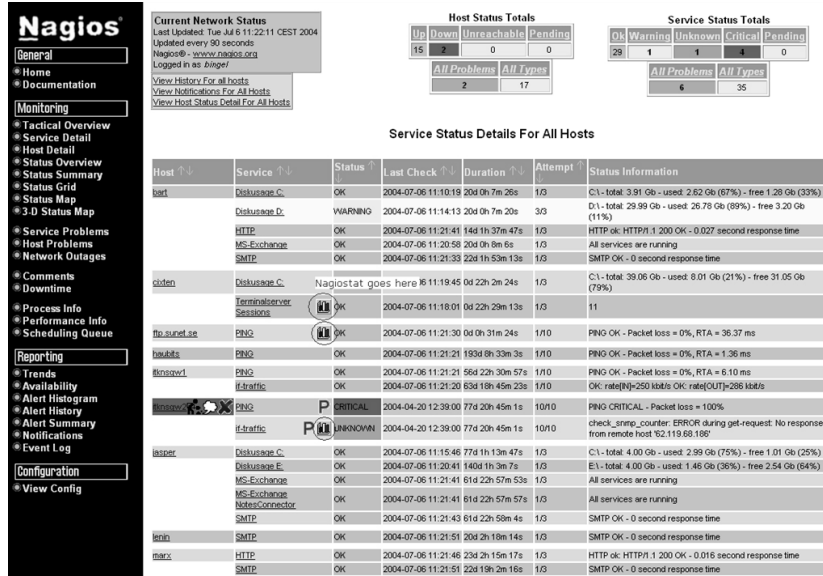 Nagios®
General
Home
Documentation
Monitoring
Tactical Overview
Service Detail
Host Detail
Status Overview
Status Summary
Status Grid
Status Map
3-D Status Map
Service Problems
Host Problems
Network Outages
Comments
Downtime
Process Info
Performance Info
Scheduling Queue
Reporting
Trends
Availability
Alert Histogram
Alert History
Alert Summary
Notifications
Event Log
Configuration
View Config
Current Network Status
Last Updated: Tue Jul 6 11:22:11 CEST 2004
Updated every 90 seconds
Nagios® - www.nagios.org
Logged in as bingel
View History For all hosts
View Notifications For All Hosts
View Host Status Detail For All Hosts
Host Status Totals
Up Down Unreachable Pending
15 2 0 0
All Problems All Types
2 17
Service Status Totals
Ok Warning Unknown Critical Pending
29 1 1 4 0
All Problems All Types
6 35
Service Status Details For All Hosts
Host Service Status Last Check Duration Attempt Status Information
bart Diskusage C: OK 2004-07-06 11:10:19 20d 0h 7m 26s 1/3 C:\ - total: 3.91 Gb - used: 2.62 Gb (67%) - free 1.28 Gb (33%)
Diskusage D: WARNING 2004-07-06 11:14:13 20d 0h 7m 20s 3/3 D:\ - total: 29.99 Gb - used: 26.78 Gb (89%) - free 3.20 Gb
(11%)
HTTP OK 2004-07-06 11:21:41 14d 1h 37m 47s 1/3 HTTP ok: HTTP/1.1 200 OK - 0.027 second response time
MS-Exchange OK 2004-07-06 11:20:58 20d 0h 8m 6s 1/3 All services are running
SMTP OK 2004-07-06 11:21:33 22d 1h 53m 13s 1/3 SMTP OK - 0 second response time
Nagiostat goes here
cixten Diskusage C: 06 11:19:45 0d 22h 2m 24s 1/3 C:\ - total: 39.06 Gb - used: 8.01 Gb (21%) - free 31.05 Gb
(79%)
Terminalserver
Sessions OK 2004-07-06 11:18:01 0d 22h 29m 13s 1/3 11
ftp.sunet.se PING OK 2004-07-06 11:21:30 0d 0h 31m 24s 1/10 PING OK - Packet loss = 0%, RTA = 36.37 ms
haubits PING OK 2004-07-06 11:21:21 193d 8h 33m 3s 1/10 PING OK - Packet loss = 0%, RTA = 1.36 ms
itknsgw1 PING OK 2004-07-06 11:21:21 56d 22h 30m 57s 1/10 PING OK - Packet loss = 0%, RTA = 6.10 ms
if-traffic OK 2004-07-06 11:21:20 63d 18h 45m 23s 1/10 OK: rate[IN]=250 kbit/s OK: rate[OUT]=286 kbit/s
itknsgw2 PING P CRITICAL 2004-04-20 12:39:00 77d 20h 45m 1s 10/10 PING CRITICAL - Packet loss = 100%
if-traffic P UNKNOWN 2004-04-20 12:39:00 77d 20h 45m 1s 10/10 check_snmp_counter: ERROR during get-request: No response
from remote host '62.119.68.186'
jasper Diskusage C: OK 2004-07-06 11:15:46 77d 1h 13m 47s 1/3 C:\ - total: 4.00 Gb - used: 2.99 Gb (75%) - free 1.01 Gb (25%)
Diskusage E: OK 2004-07-06 11:20:41 140d 1h 3m 7s 1/3 E:\ - total: 4.00 Gb - used: 1.46 Gb (36%) - free 2.54 Gb (64%)
MS-Exchange OK 2004-07-06 11:21:41 61d 22h 57m 53s 1/3 All services are running
MS-Exchange
NotesConnector OK 2004-07-06 11:21:41 61d 22h 57m 57s 1/3 All services are running
SMTP OK 2004-07-06 11:21:43 61d 22h 58m 4s 1/3 SMTP OK - 0 second response time
lenin SMTP OK 2004-07-06 11:21:51 20d 2h 18m 14s 1/3 SMTP OK - 0 second response time
marx HTTP OK 2004-07-06 11:21:46 23d 2h 15m 17s 1/3 HTTP ok: HTTP/1.1 200 OK - 0.016 second response time
SMTP OK 2004-07-06 11:21:51 22d 19h 2m 16s 1/3 SMTP OK - 0 second response time